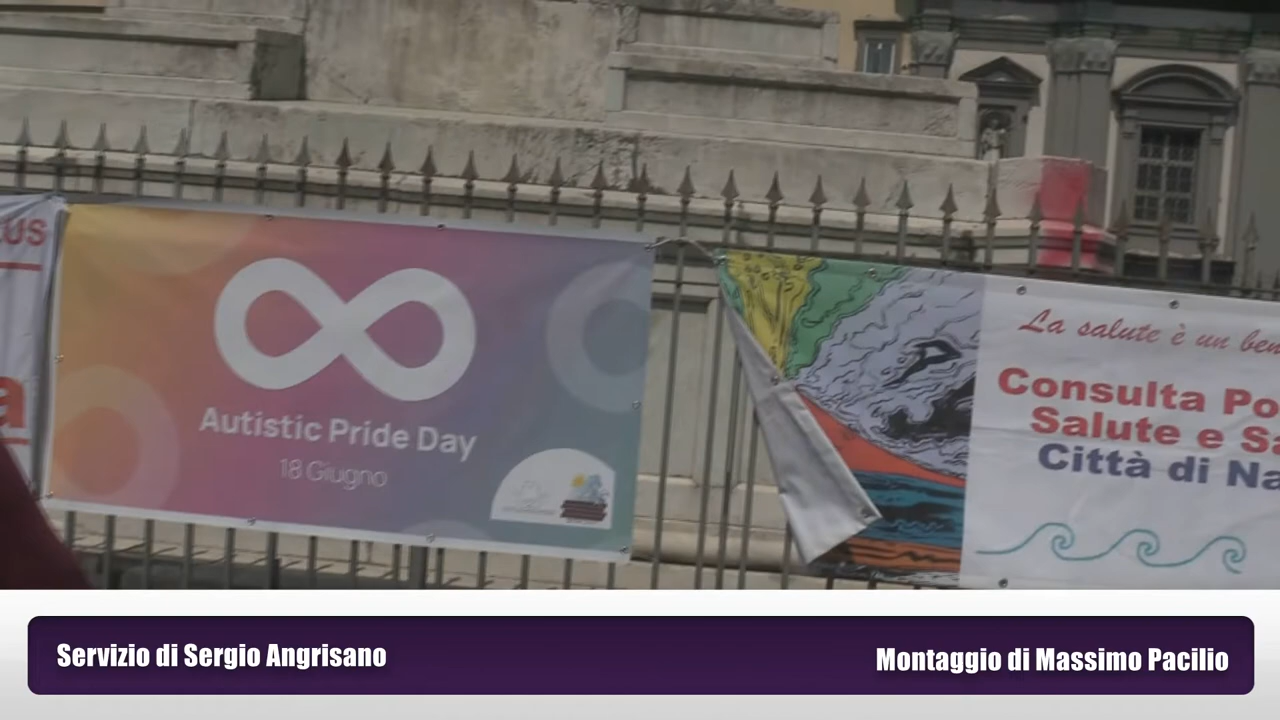 US
a
Autistic Pride Day
18 Giugno
La salute è un ben
Consulta Po
Salute e Sa
Città di Na
Servizio di Sergio Angrisano
Montaggio di Massimo Pacilio